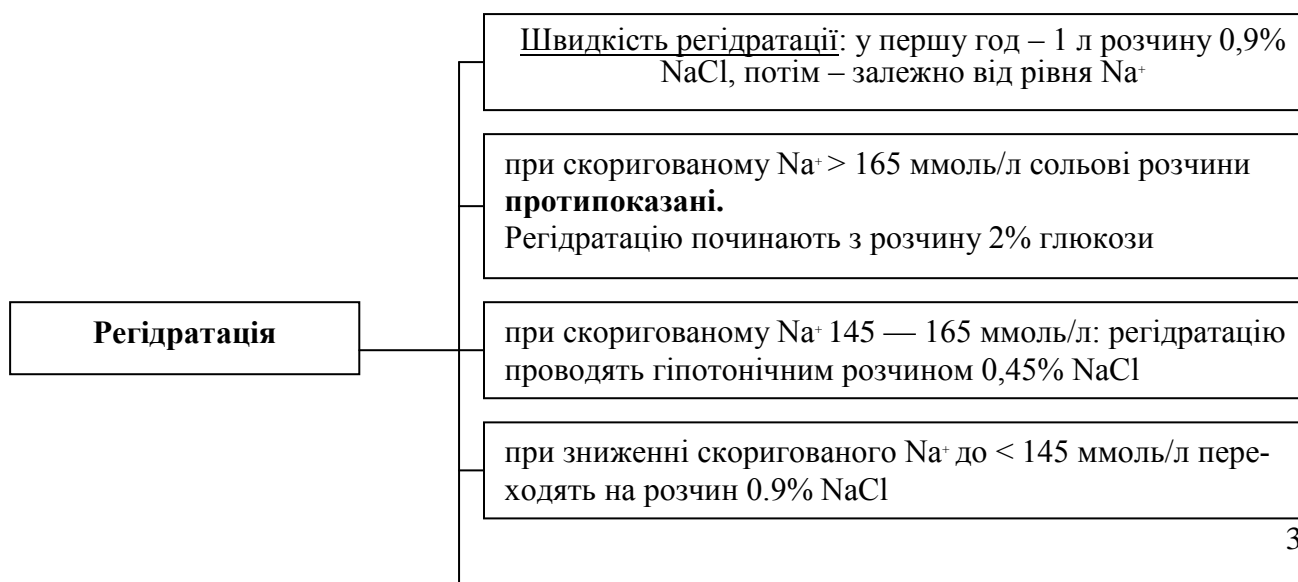 Швидкість регідратації: у першу год – 1 л розчину 0,9%
NaCl, потім – залежно від рівня Na⁺
при скоригованому Na⁺ > 165 ммоль/л сольові розчини
протипоказані.
Регідратацію починають з розчину 2% глюкози
Регідратація
при скоригованому Na⁺ 145 — 165 ммоль/л: регідратацію
проводять гіпотонічним розчином 0,45% NaCl
при зниженні скоригованого Na⁺ до < 145 ммоль/л пере-
ходять на розчин 0.9% NaCl
3